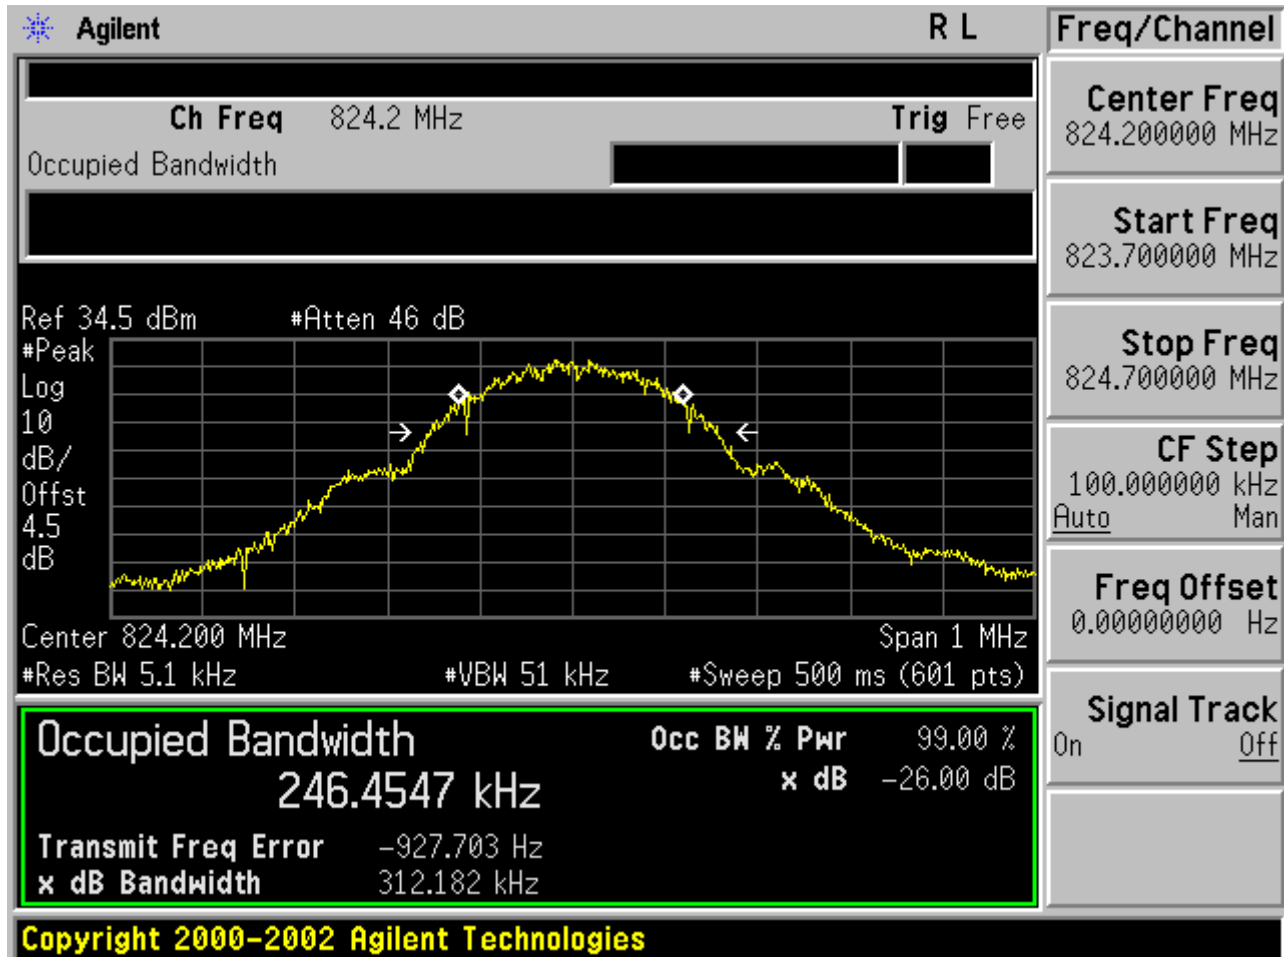 Agilent R L
Ch Freq 824.2 MHz Trig Free
Occupied Bandwidth
Ref 34.5 dBm #Atten 46 dB
#Peak
Log
10
dB/
Offst
4.5
dB
Center 824.200 MHz Span 1 MHz
#Res BW 5.1 kHz #VBW 51 kHz #Sweep 500 ms (601 pts)
Occupied Bandwidth Occ BW % Pwr 99.00 %
246.4547 kHz x dB -26.00 dB
Transmit Freq Error -927.703 Hz
x dB Bandwidth 312.182 kHz
Freq/Channel
Center Freq
824.200000 MHz
Start Freq
823.700000 MHz
Stop Freq
824.700000 MHz
CF Step
100.000000 kHz
Auto Man
Freq Offset
0.00000000 Hz
Signal Track
On Off
Copyright 2000-2002 Agilent Technologies